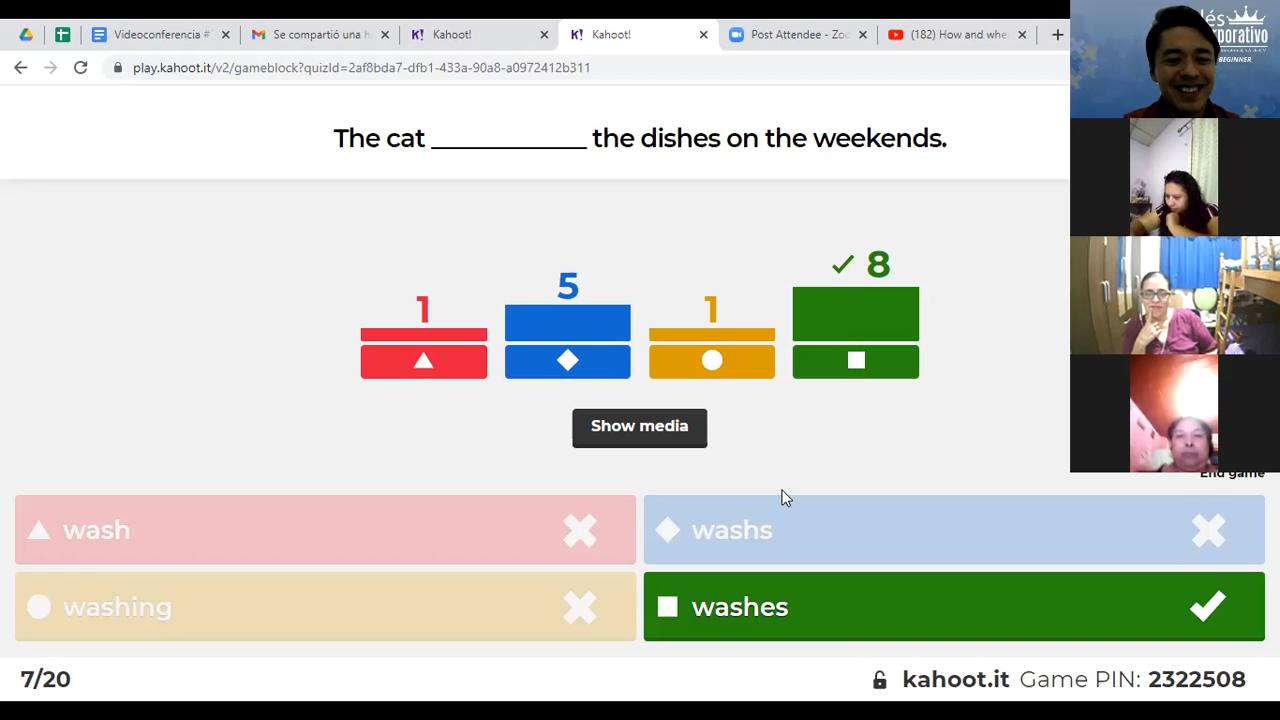 Videoconferencia #
Se compartió una h
Kahoot!
Kahoot!
Post Attendee - Zoo
(182) How and whe
play.kahoot.it/v2/gameblock?quizId=2af8bda7-dfb1-433a-90a8-a0297412b311
BEGINNER
The cat ____________ the dishes on the weekends.
1
5
1
8
Show media
End game
wash
washs
washing
washes
7/20
kahoot.it Game PIN: 2322508